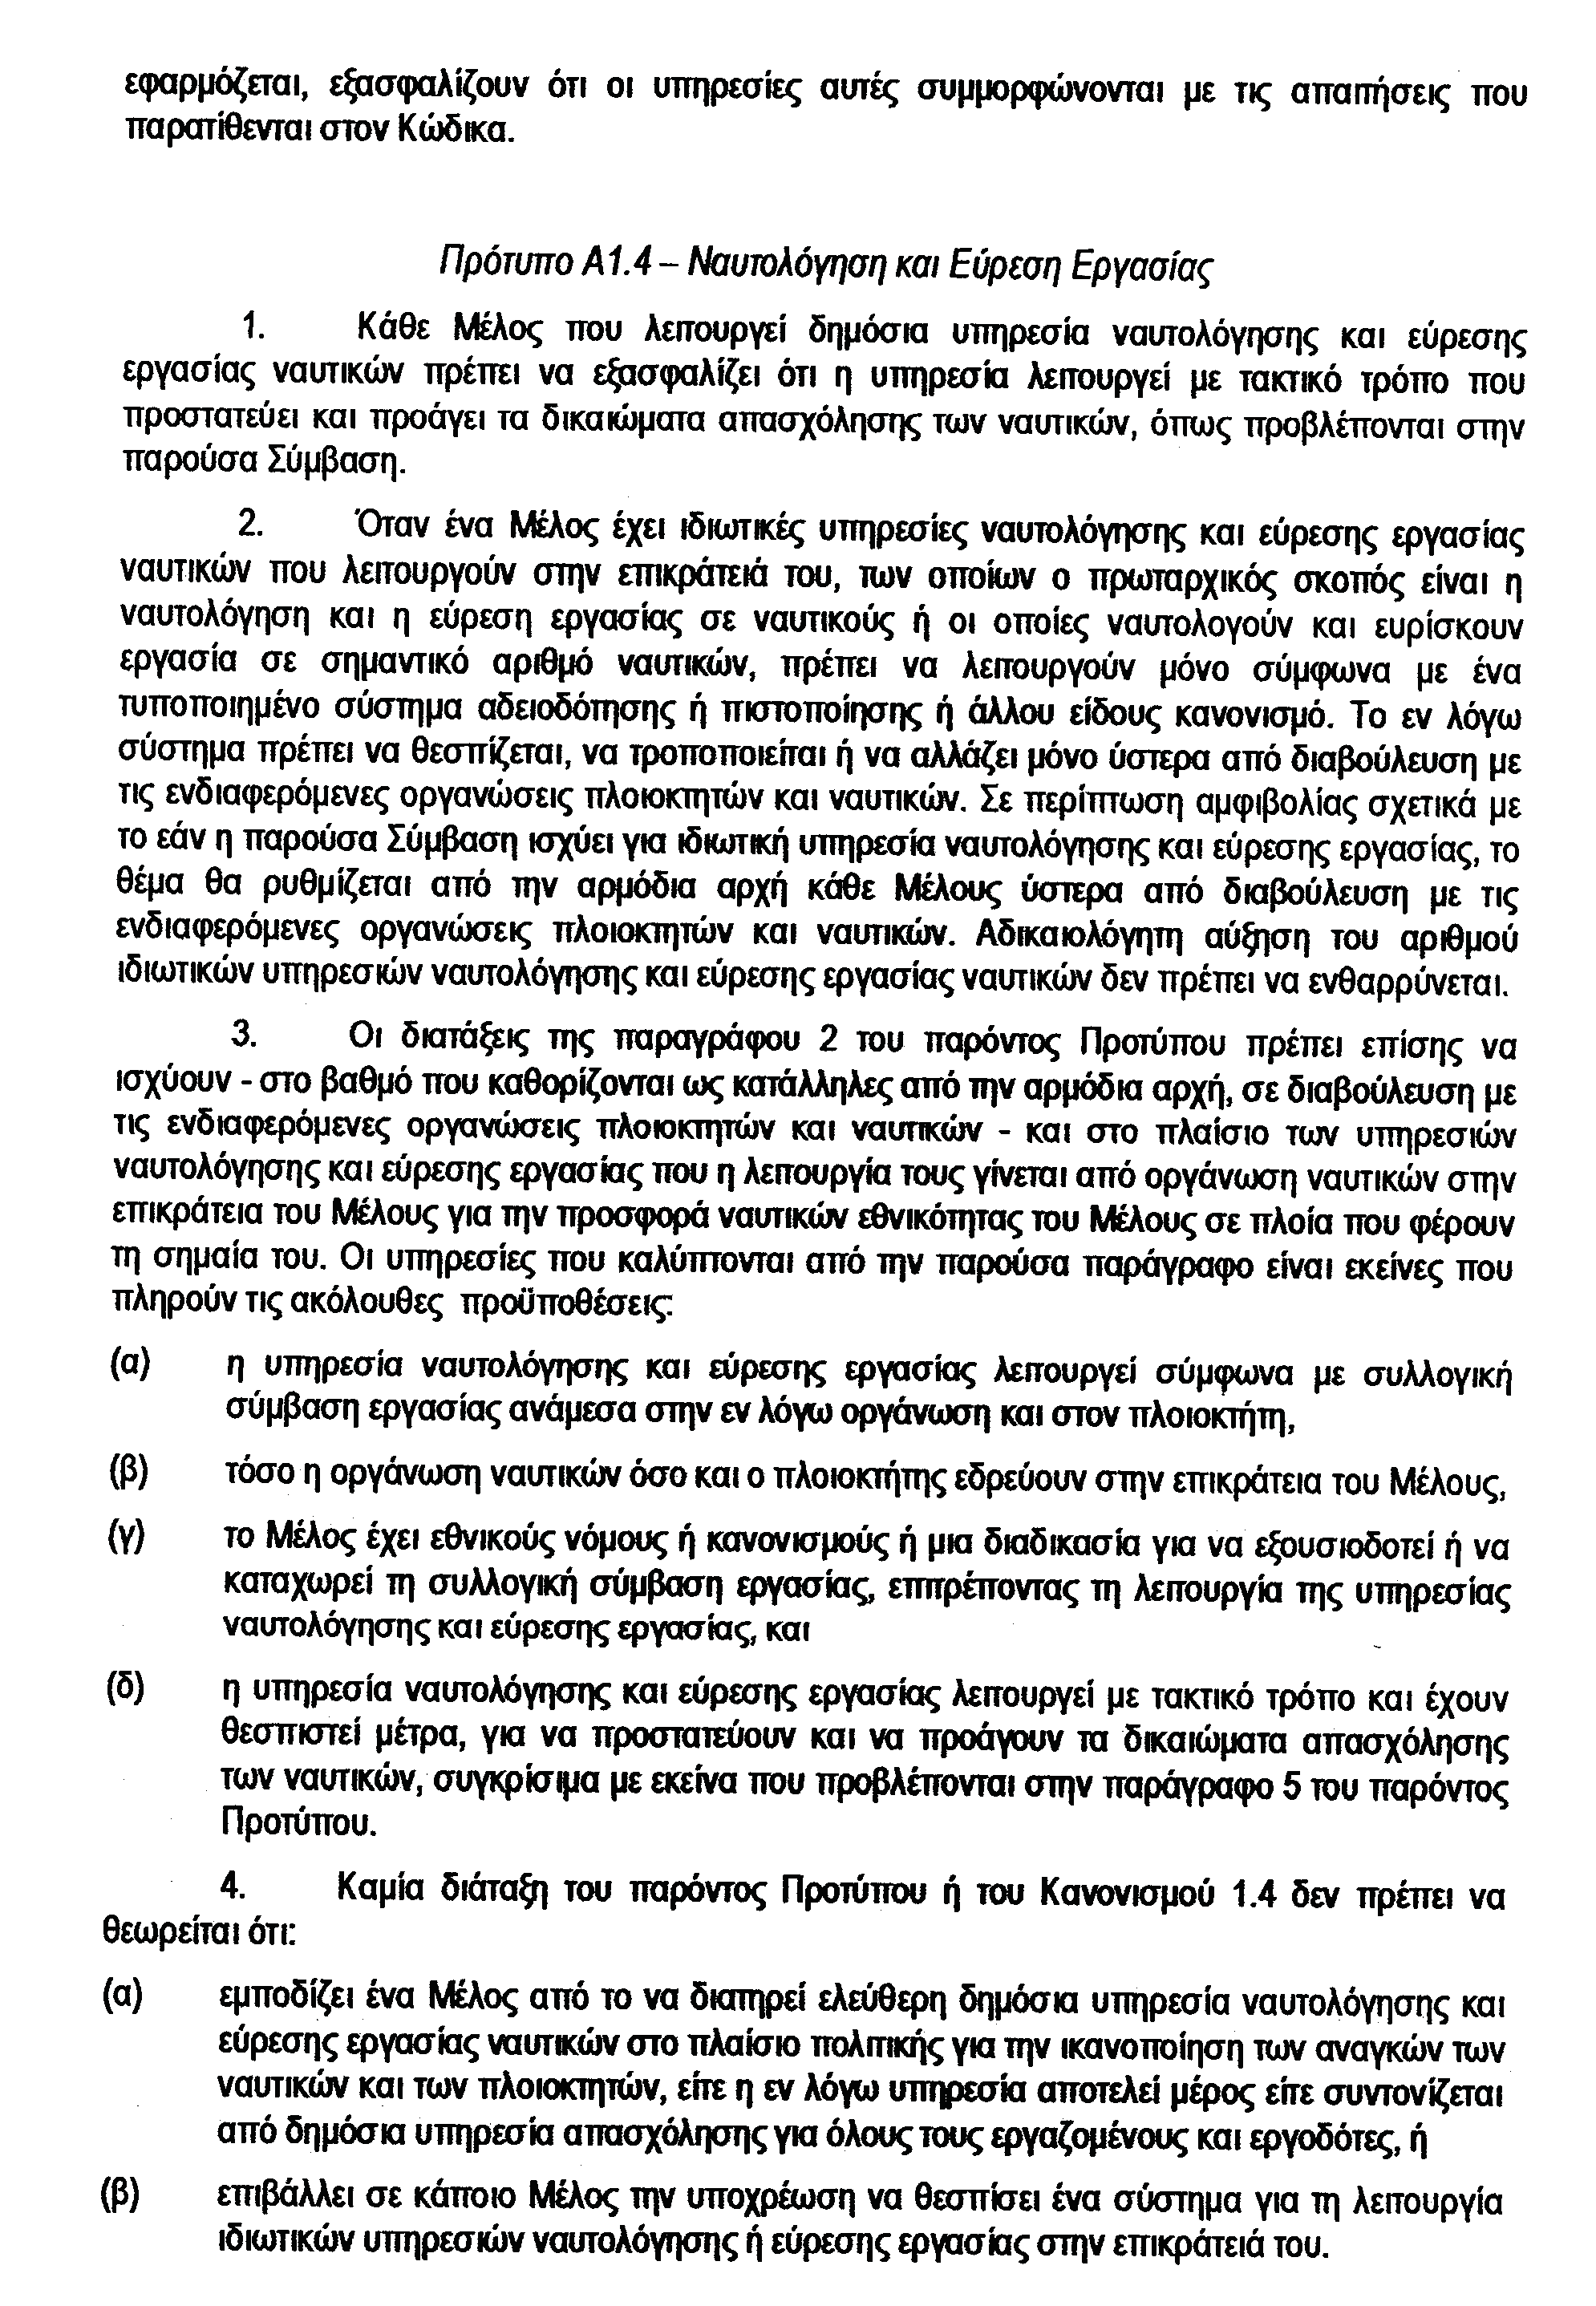 εφαρμόζεται, εξασφαλίζουν ότι οι υπηρεσίες αυτές συμμορφώνονται με τις απαιτήσεις που
παρατίθενται στον Κώδικα.
Πρότυπο Α1.4 – Ναυτολόγηση και Εύρεση Εργασίας
1. Κάθε Μέλος που λειτουργεί δημόσια υπηρεσία ναυτολόγησης και εύρεσης
εργασίας ναυτικών πρέπει να εξασφαλίζει ότι η υπηρεσία λειτουργεί με τακτικό τρόπο που
προστατεύει και προάγει τα δικαιώματα απασχόλησης των ναυτικών, όπως προβλέπονται στην
παρούσα Σύμβαση.
2. Όταν ένα Μέλος έχει ιδιωτικές υπηρεσίες ναυτολόγησης και εύρεσης εργασίας
ναυτικών που λειτουργούν στην επικράτειά του, των οποίων ο πρωταρχικός σκοπός είναι η
ναυτολόγηση και η εύρεση εργασίας σε ναυτικούς ή οι οποίες ναυτολογούν και ευρίσκουν
εργασία σε σημαντικό αριθμό ναυτικών, πρέπει να λειτουργούν μόνο σύμφωνα με ένα
τυποποιημένο σύστημα αδειοδότησης ή πιστοποίησης ή άλλου είδους κανονισμό. Το εν λόγω
σύστημα πρέπει να θεσπίζεται, να τροποποιείται ή να αλλάζει μόνο ύστερα από διαβούλευση με
τις ενδιαφερόμενες οργανώσεις πλοιοκτητών και ναυτικών. Σε περίπτωση αμφιβολίας σχετικά με
το εάν η παρούσα Σύμβαση ισχύει για ιδιωτική υπηρεσία ναυτολόγησης και εύρεσης εργασίας, το
θέμα θα ρυθμίζεται από την αρμόδια αρχή κάθε Μέλους ύστερα από διαβούλευση με τις
ενδιαφερόμενες οργανώσεις πλοιοκτητών και ναυτικών. Αδικαιολόγητη αύξηση του αριθμού
ιδιωτικών υπηρεσιών ναυτολόγησης και εύρεσης εργασίας ναυτικών δεν πρέπει να ενθαρρύνεται.
3. Οι διατάξεις της παραγράφου 2 του παρόντος Προτύπου πρέπει επίσης να
ισχύουν - στο βαθμό που καθορίζονται ως κατάλληλες από την αρμόδια αρχή, σε διαβούλευση με
τις ενδιαφερόμενες οργανώσεις πλοιοκτητών και ναυτικών - και στο πλαίσιο των υπηρεσιών
ναυτολόγησης και εύρεσης εργασίας που η λειτουργία τους γίνεται από οργάνωση ναυτικών στην
επικράτεια του Μέλους για την προσφορά ναυτικών εθνικότητας του Μέλους σε πλοία που φέρουν
τη σημαία του. Οι υπηρεσίες που καλύπτονται από την παρούσα παράγραφο είναι εκείνες που
πληρούν τις ακόλουθες προϋποθέσεις:
(α) η υπηρεσία ναυτολόγησης και εύρεσης εργασίας λειτουργεί σύμφωνα με συλλογική
σύμβαση εργασίας ανάμεσα στην εν λόγω οργάνωση και στον πλοιοκτήτη,
(β) τόσο η οργάνωση ναυτικών όσο και ο πλοιοκτήτης εδρεύουν στην επικράτεια του Μέλους,
(γ) το Μέλος έχει εθνικούς νόμους ή κανονισμούς ή μια διαδικασία για να εξουσιοδοτεί ή να
καταχωρεί τη συλλογική σύμβαση εργασίας, επιτρέποντας τη λειτουργία της υπηρεσίας
ναυτολόγησης και εύρεσης εργασίας, και
(δ) η υπηρεσία ναυτολόγησης και εύρεσης εργασίας λειτουργεί με τακτικό τρόπο και έχουν
θεσπιστεί μέτρα, για να προστατεύουν και να προάγουν τα δικαιώματα απασχόλησης
των ναυτικών, συγκρίσιμα με εκείνα που προβλέπονται στην παράγραφο 5 του παρόντος
Προτύπου.
4. Καμία διάταξη του παρόντος Προτύπου ή του Κανονισμού 1.4 δεν πρέπει να
θεωρείται ότι:
(α) εμποδίζει ένα Μέλος από το να διατηρεί ελεύθερη δημόσια υπηρεσία ναυτολόγησης και
εύρεσης εργασίας ναυτικών στο πλαίσιο πολιτικής για την ικανοποίηση των αναγκών των
ναυτικών και των πλοιοκτητών, είτε η εν λόγω υπηρεσία αποτελεί μέρος είτε συντονίζεται
από δημόσια υπηρεσία απασχόλησης για όλους τους εργαζομένους και εργοδότες, ή
(β) επιβάλλει σε κάποιο Μέλος την υποχρέωση να θεσπίσει ένα σύστημα για τη λειτουργία
ιδιωτικών υπηρεσιών ναυτολόγησης ή εύρεσης εργασίας στην επικράτειά του.